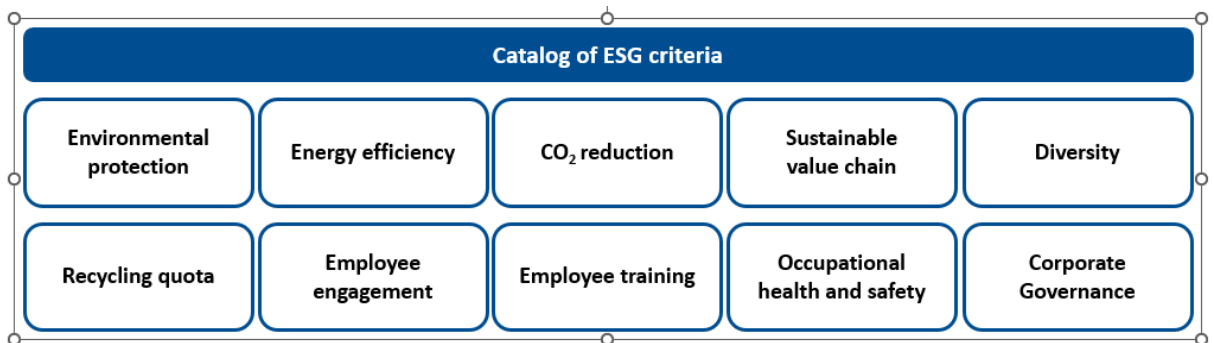 Catalog of ESG criteria
Environmental
protection
Energy efficiency
CO₂ reduction
Sustainable
value chain
Diversity
Recycling quota
Employee
engagement
Employee training
Occupational
health and safety
Corporate
Governance